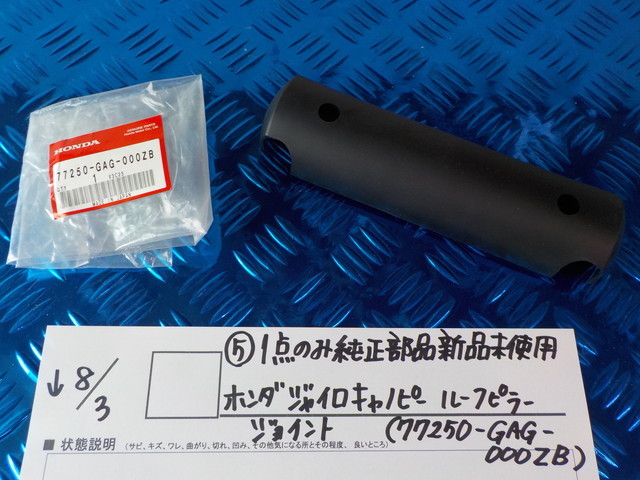 HONDA
77250-GAG-000ZB
1
MADE IN JAPAN
⑤1点のみ純正部品新品未使用
↓8/3
ホンダジャイロキャノピー ルーフピラー
ジョイント (77250-GAG-
000ZB)
■ 状態説明 (サビ、キズ、ワレ、曲がり、切れ、凹み、その他気になる所とその程度、良いところ)